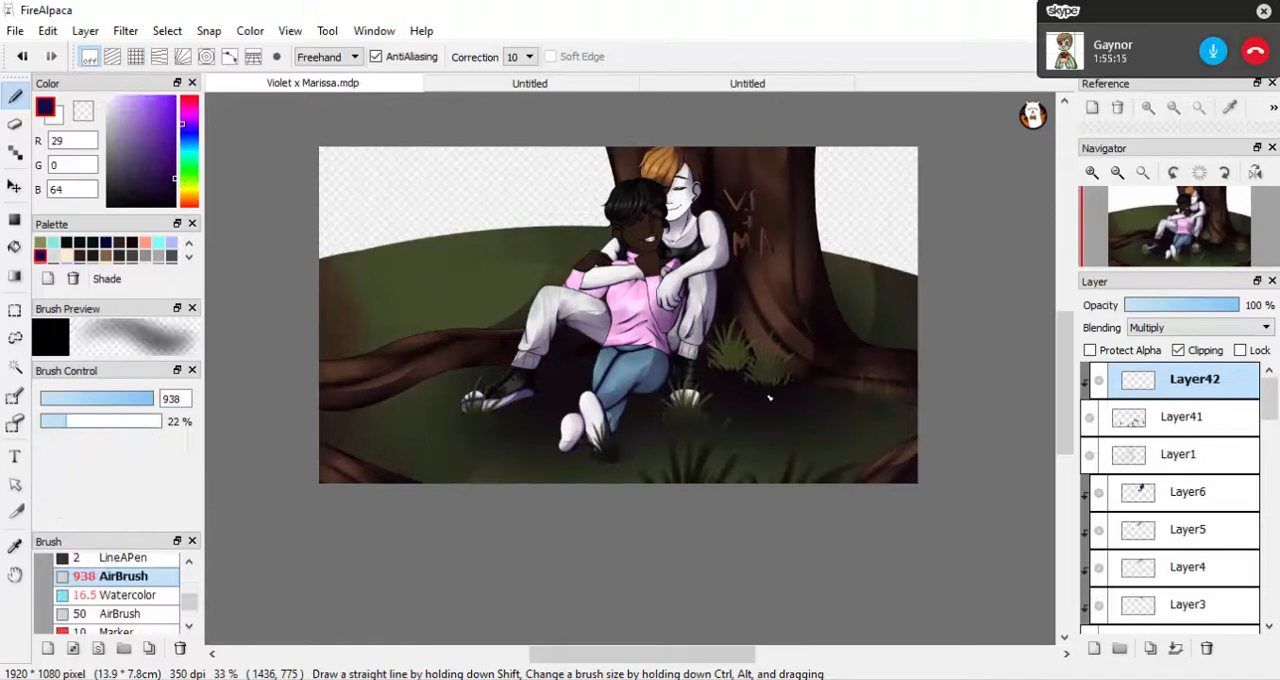 FireAlpaca
File Edit Layer Filter Select Snap Color View Tool Window Help
off Freehand AntiAliasing Correction 10 Soft Edge
skype
Gaynor
1:55:15
Color
R 29
G 0
B 64
Palette
Shade
Brush Preview
Brush Control
938
22 %
Brush
2 LineAPen
938 AirBrush
16.5 Watercolor
50 AirBrush
10 Marker
Violet x Marissa.mdp Untitled Untitled
VI
+
MA
Reference
Navigator
Layer
Opacity 100 %
Blending Multiply
Protect Alpha Clipping Lock
Layer42
Layer41
Layer1
Layer6
Layer5
Layer4
Layer3
1920 * 1080 pixel (13.9 * 7.8cm) 350 dpi 33 % (1436, 775) Draw a straight line by holding down Shift, Change a brush size by holding down Ctrl, Alt, and dragging